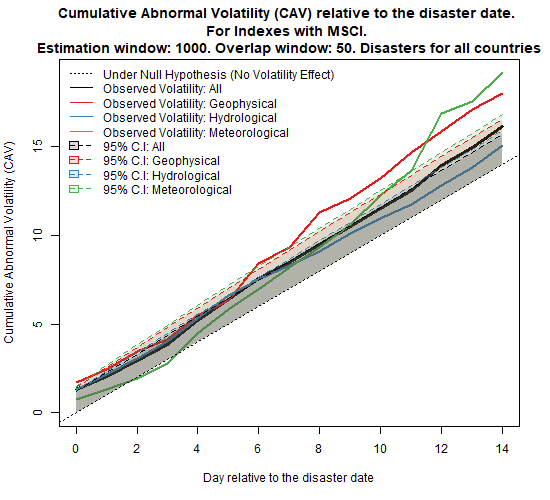 Cumulative Abnormal Volatility (CAV) relative to the disaster date.
For Indexes with MSCI.
Estimation window: 1000. Overlap window: 50. Disasters for all countries
Under Null Hypothesis (No Volatility Effect)
Observed Volatility: All
Observed Volatility: Geophysical
Observed Volatility: Hydrological
Observed Volatility: Meteorological
95% C.I: All
95% C.I: Geophysical
95% C.I: Hydrological
95% C.I: Meteorological
Cumulative Abnormal Volatility (CAV)
15
10
5
0
0 2 4 6 8 10 12 14
Day relative to the disaster date